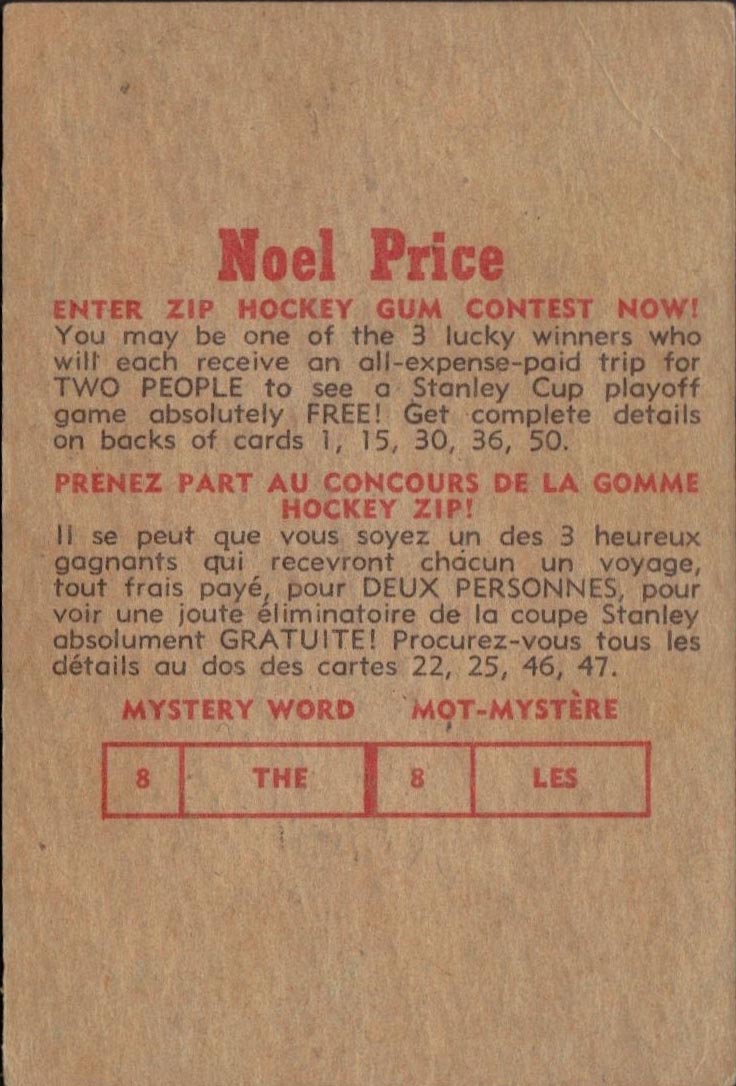 Noel Price
ENTER ZIP HOCKEY GUM CONTEST NOW!
You may be one of the 3 lucky winners who
will each receive an all-expense-paid trip for
TWO PEOPLE to see a Stanley Cup playoff
game absolutely FREE! Get complete details
on backs of cards 1, 15, 30, 36, 50.
PRENEZ PART AU CONCOURS DE LA GOMME
HOCKEY ZIP!
Il se peut que vous soyez un des 3 heureux
gagnants qui recevront chacun un voyage,
tout frais payé, pour DEUX PERSONNES, pour
voir une joute éliminatoire de la coupe Stanley
absolument GRATUITE! Procurez-vous tous les
détails au dos des cartes 22, 25, 46, 47.
MYSTERY WORD MOT-MYSTÈRE
8 THE 8 LES